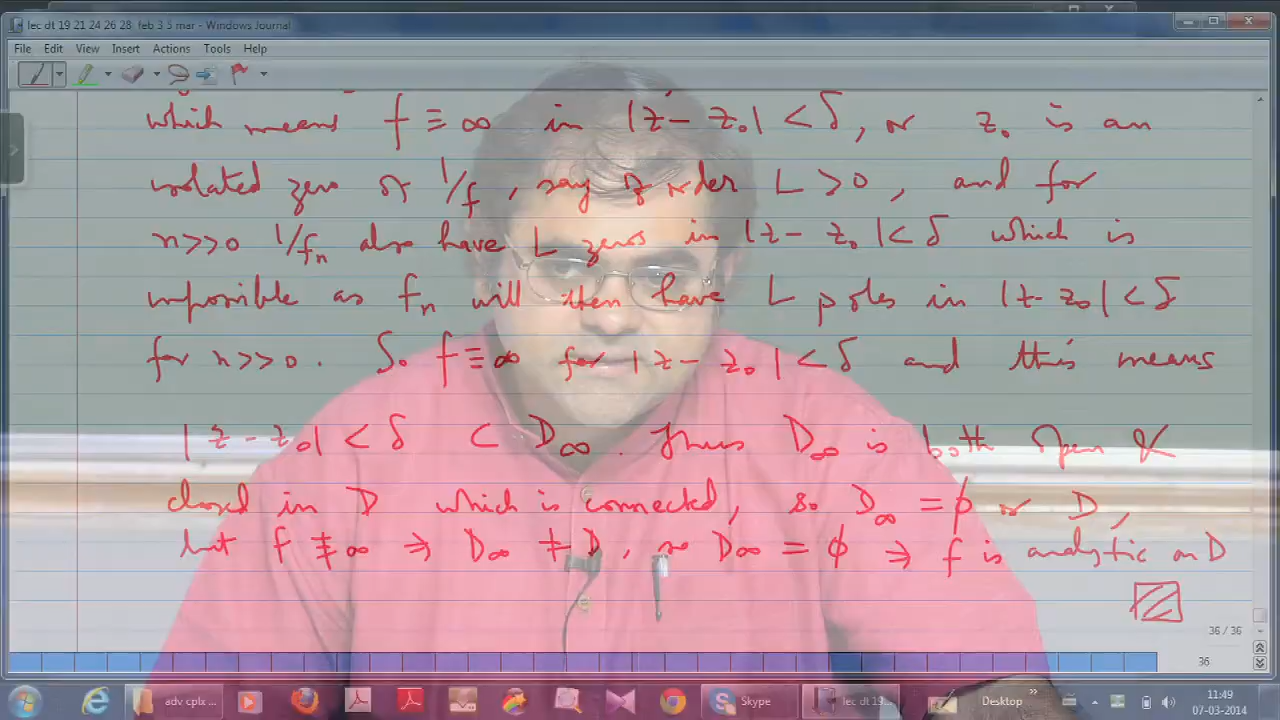 lec dt 19 21 24 26 28 feb 3 5 mar - Windows Journal
File Edit View Insert Actions Tools Help
which means f ≡ ∞ in |z - z₀| < δ, or z₀ is an
isolated zero of 1/f, say of order L > 0, and for
n>>0 1/fₙ also have L zeros in |z - z₀| < δ which is
impossible as fₙ will then have L poles in |z - z₀| < δ
for n>>0. So f ≡ ∞ for |z - z₀| < δ and this means
|z - z₀| < δ ⊂ D∞. Thus D∞ is both open &
closed in D which is connected, so D∞ = ϕ or D,
but f ≢ ∞ ⇒ D∞ ≠ D, so D∞ = ϕ ⇒ f is analytic on D
36 / 36
36
adv cplx ...
Skype
lec dt 19...
Desktop
11:49
07-03-2014